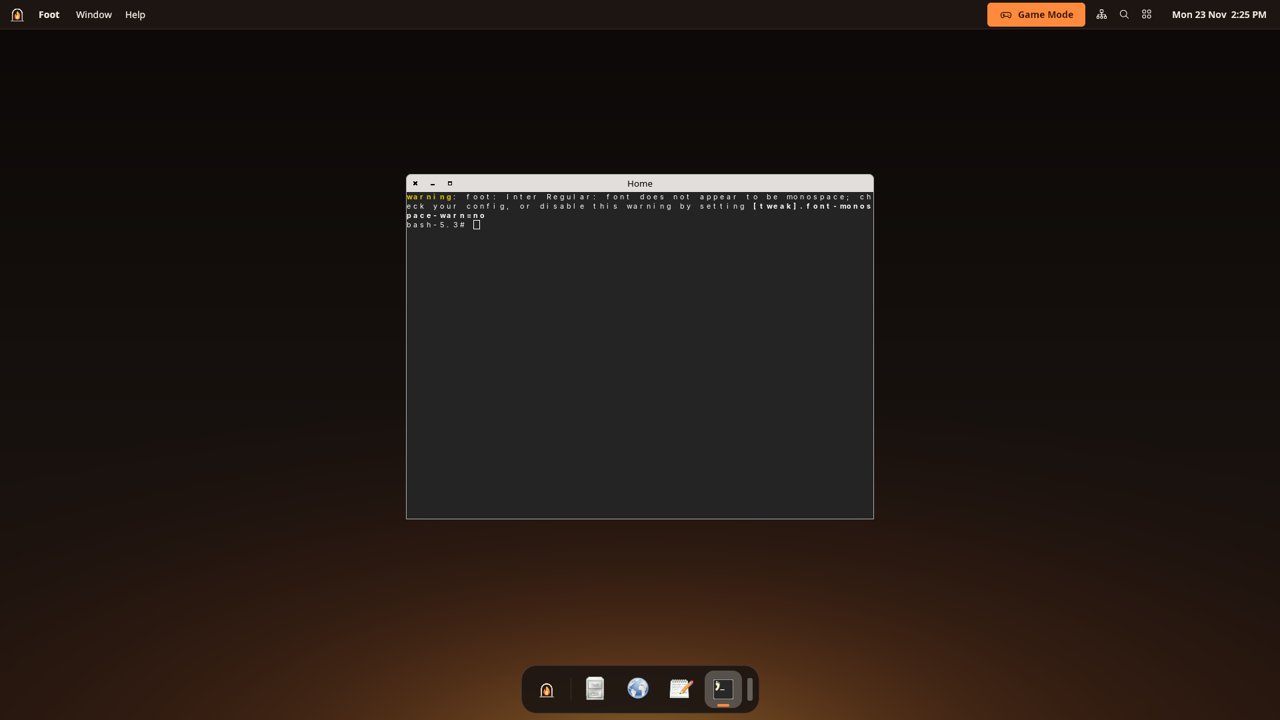 Foot Window Help Game Mode Mon 23 Nov 2:25 PM
Home
warning: foot: Inter Regular: font does not appear to be monospace; ch
eck your config, or disable this warning by setting [tweak].font-monos
pace-warn=no
bash-5.3#